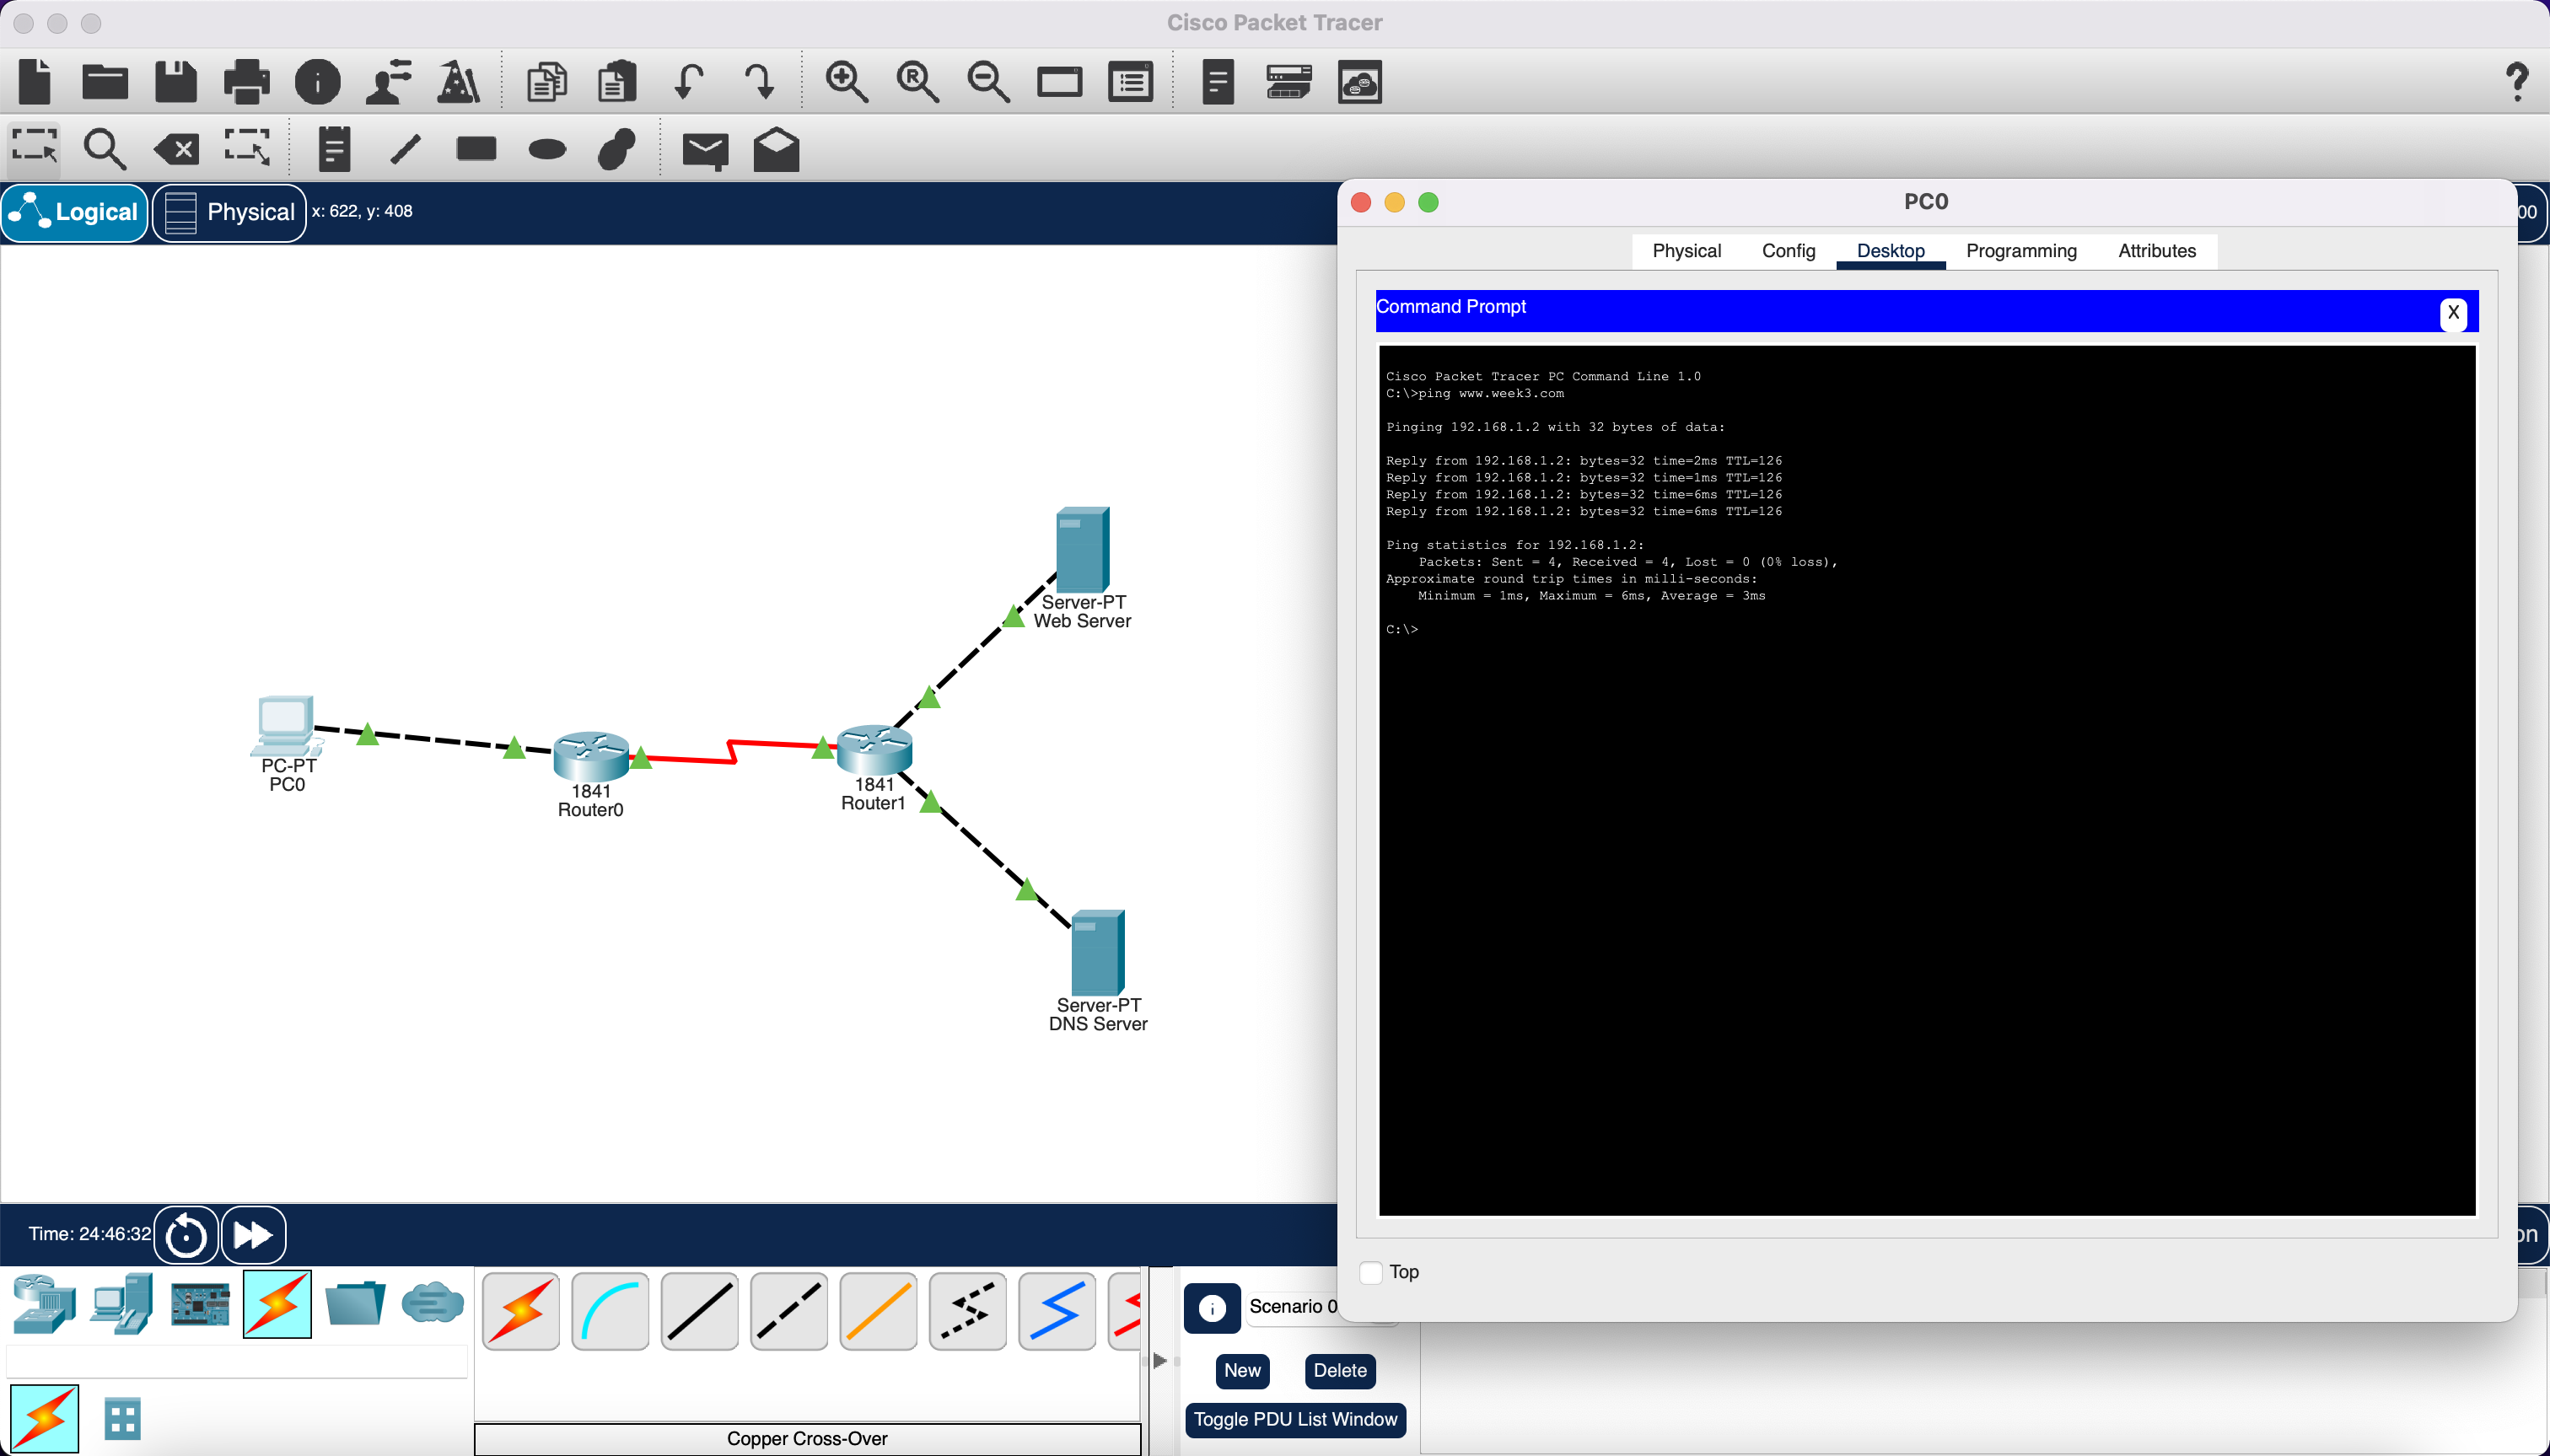 Cisco Packet Tracer
Logical
Physical
x: 622, y: 408
00
PC0
Physical
Config
Desktop
Programming
Attributes
Command Prompt
X
Cisco Packet Tracer PC Command Line 1.0
C:\>ping www.week3.com
Pinging 192.168.1.2 with 32 bytes of data:
Reply from 192.168.1.2: bytes=32 time=2ms TTL=126
Reply from 192.168.1.2: bytes=32 time=1ms TTL=126
Reply from 192.168.1.2: bytes=32 time=6ms TTL=126
Reply from 192.168.1.2: bytes=32 time=6ms TTL=126
Ping statistics for 192.168.1.2:
Packets: Sent = 4, Received = 4, Lost = 0 (0% loss),
Approximate round trip times in milli-seconds:
Minimum = 1ms, Maximum = 6ms, Average = 3ms
C:\>
Server-PT
Web Server
PC-PT
PC0
1841
Router0
1841
Router1
Server-PT
DNS Server
Time: 24:46:32
on
Top
Scenario 0
New
Delete
Toggle PDU List Window
Copper Cross-Over